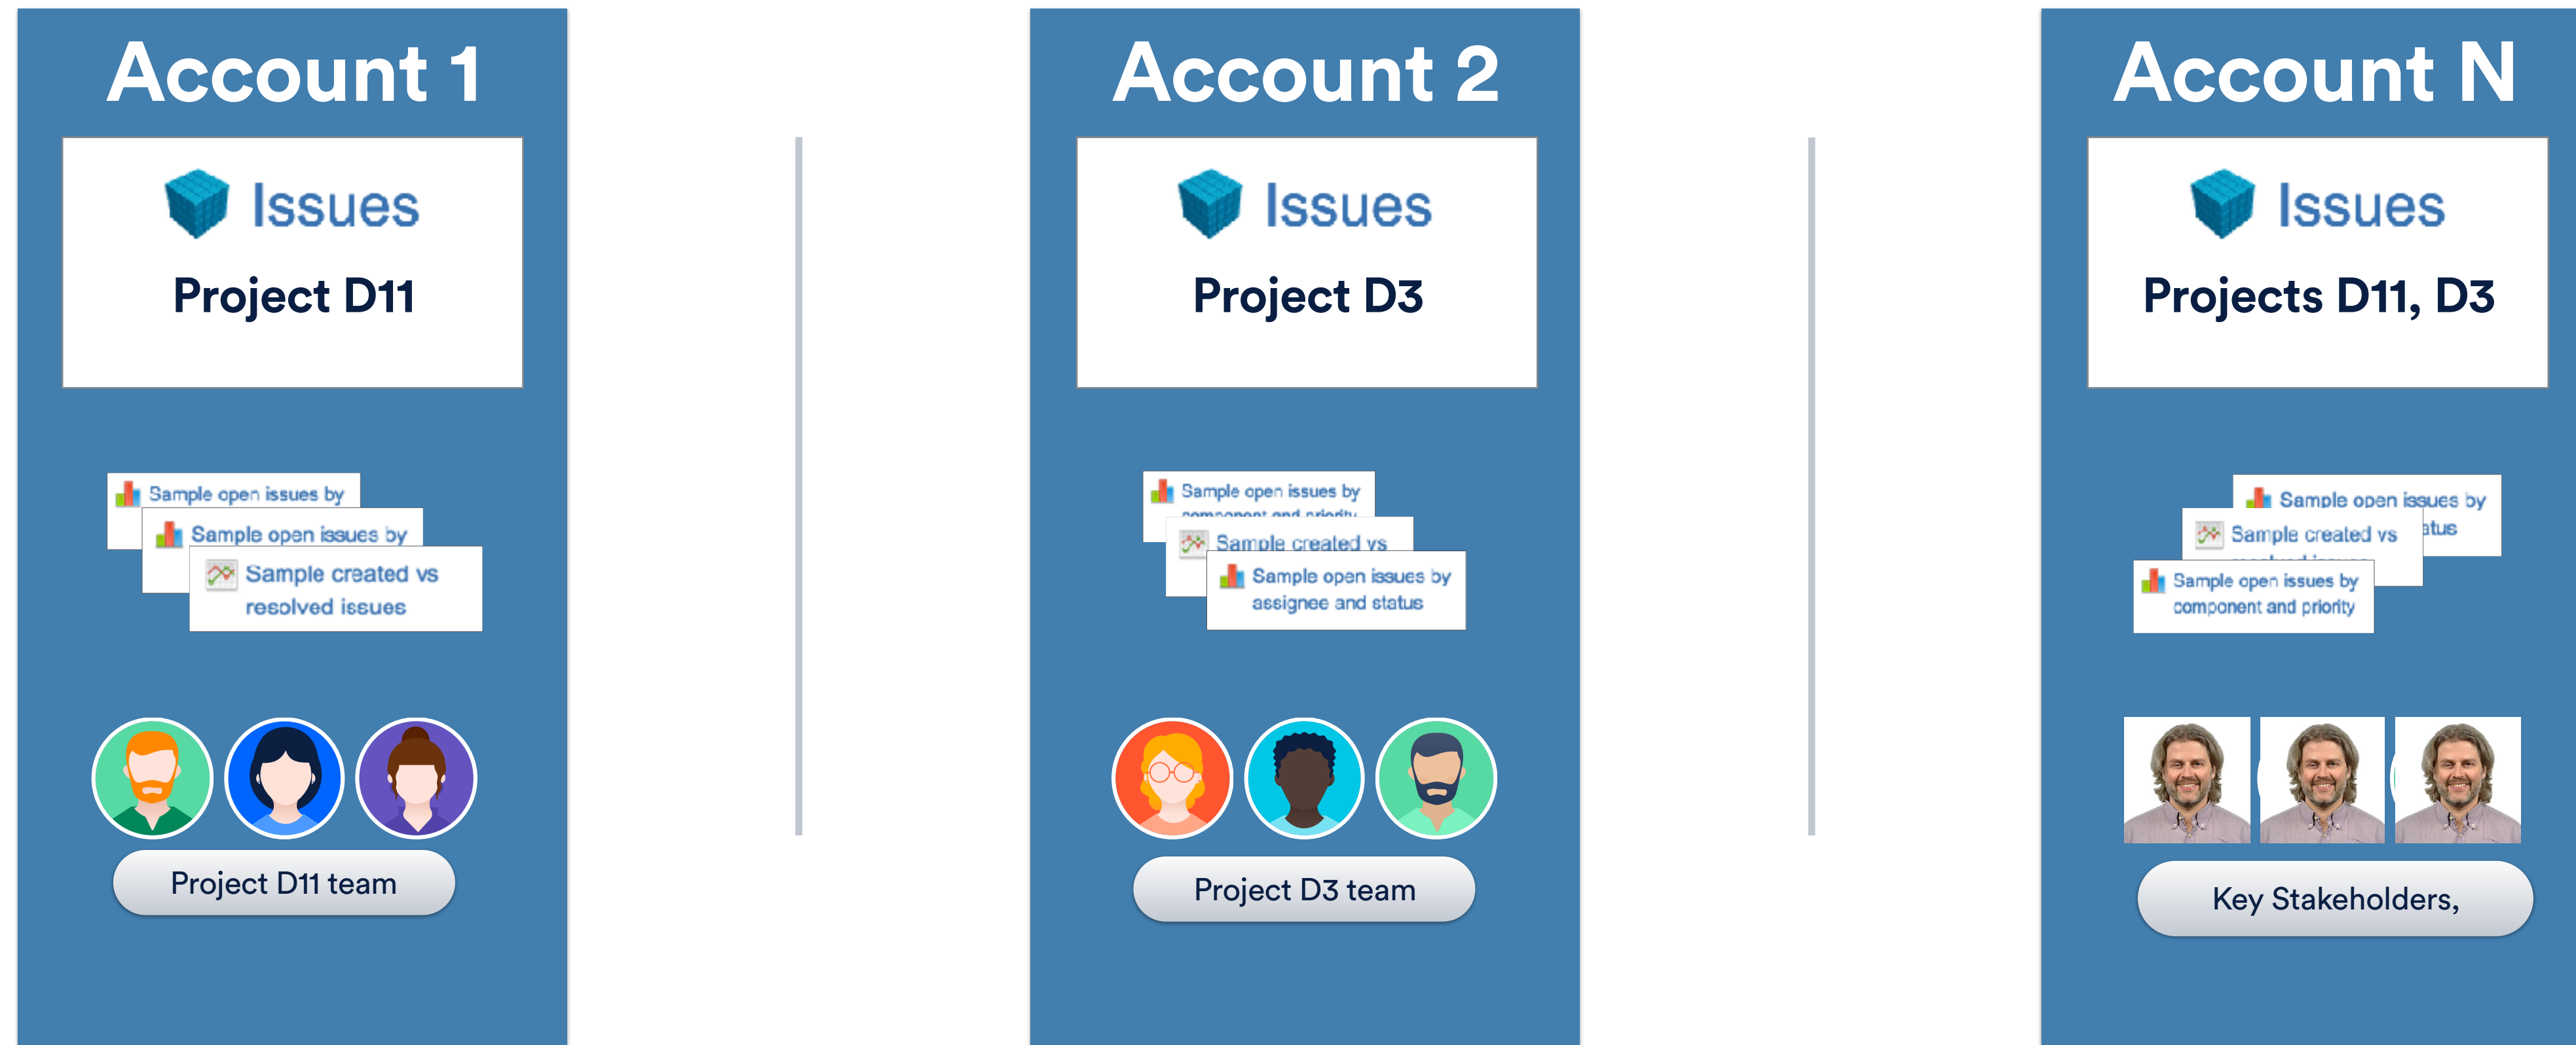 Account 1
Issues
Project D11
Sample open issues by
Sample open issues by
Sample created vs
resolved issues
Project D11 team
Account 2
Issues
Project D3
Sample open issues by
component and priority
Sample created vs
Sample open issues by
assignee and status
Project D3 team
Account N
Issues
Projects D11, D3
Sample open issues by
Sample created vs
Sample open issues by
component and priority
Key Stakeholders,